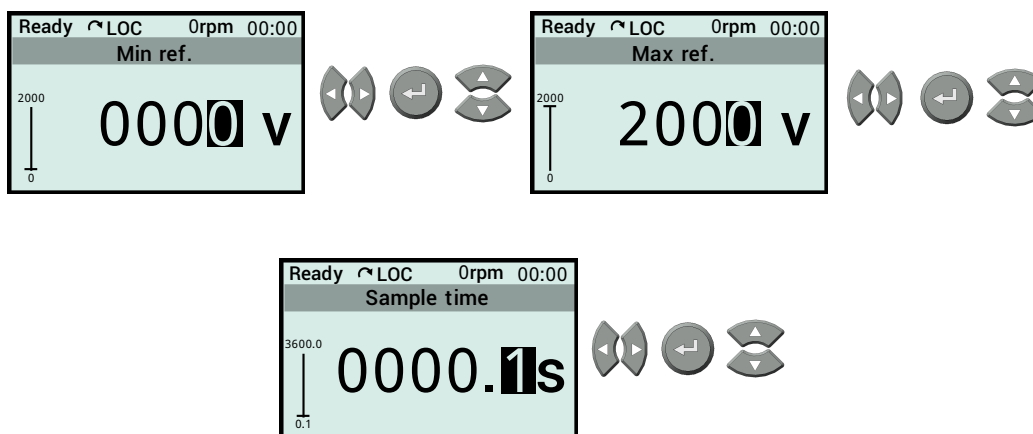 Ready LOC 0rpm 00:00
Min ref.
2000
0000 v
0
Ready LOC 0rpm 00:00
Max ref.
2000
2000 v
0
Ready LOC 0rpm 00:00
Sample time
3600.0
0000.1s
0.1